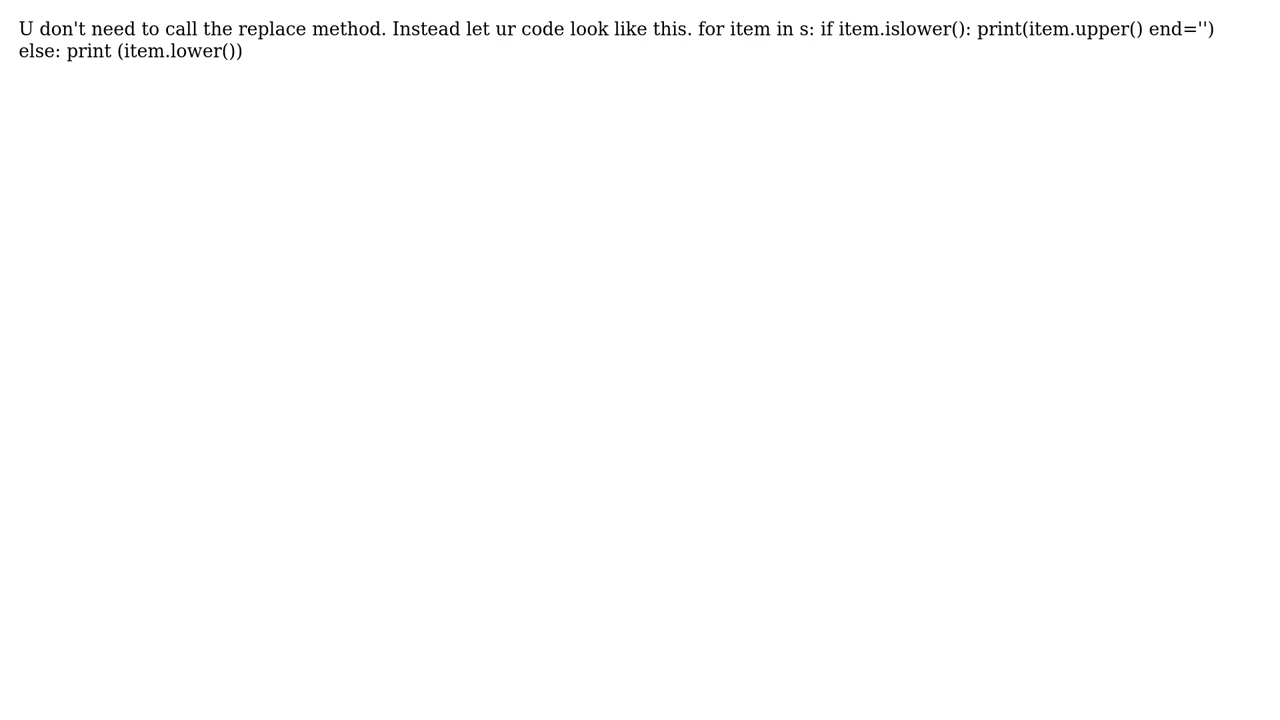 U don't need to call the replace method. Instead let ur code look like this. for item in s: if item.islower(): print(item.upper() end='')
else: print (item.lower())